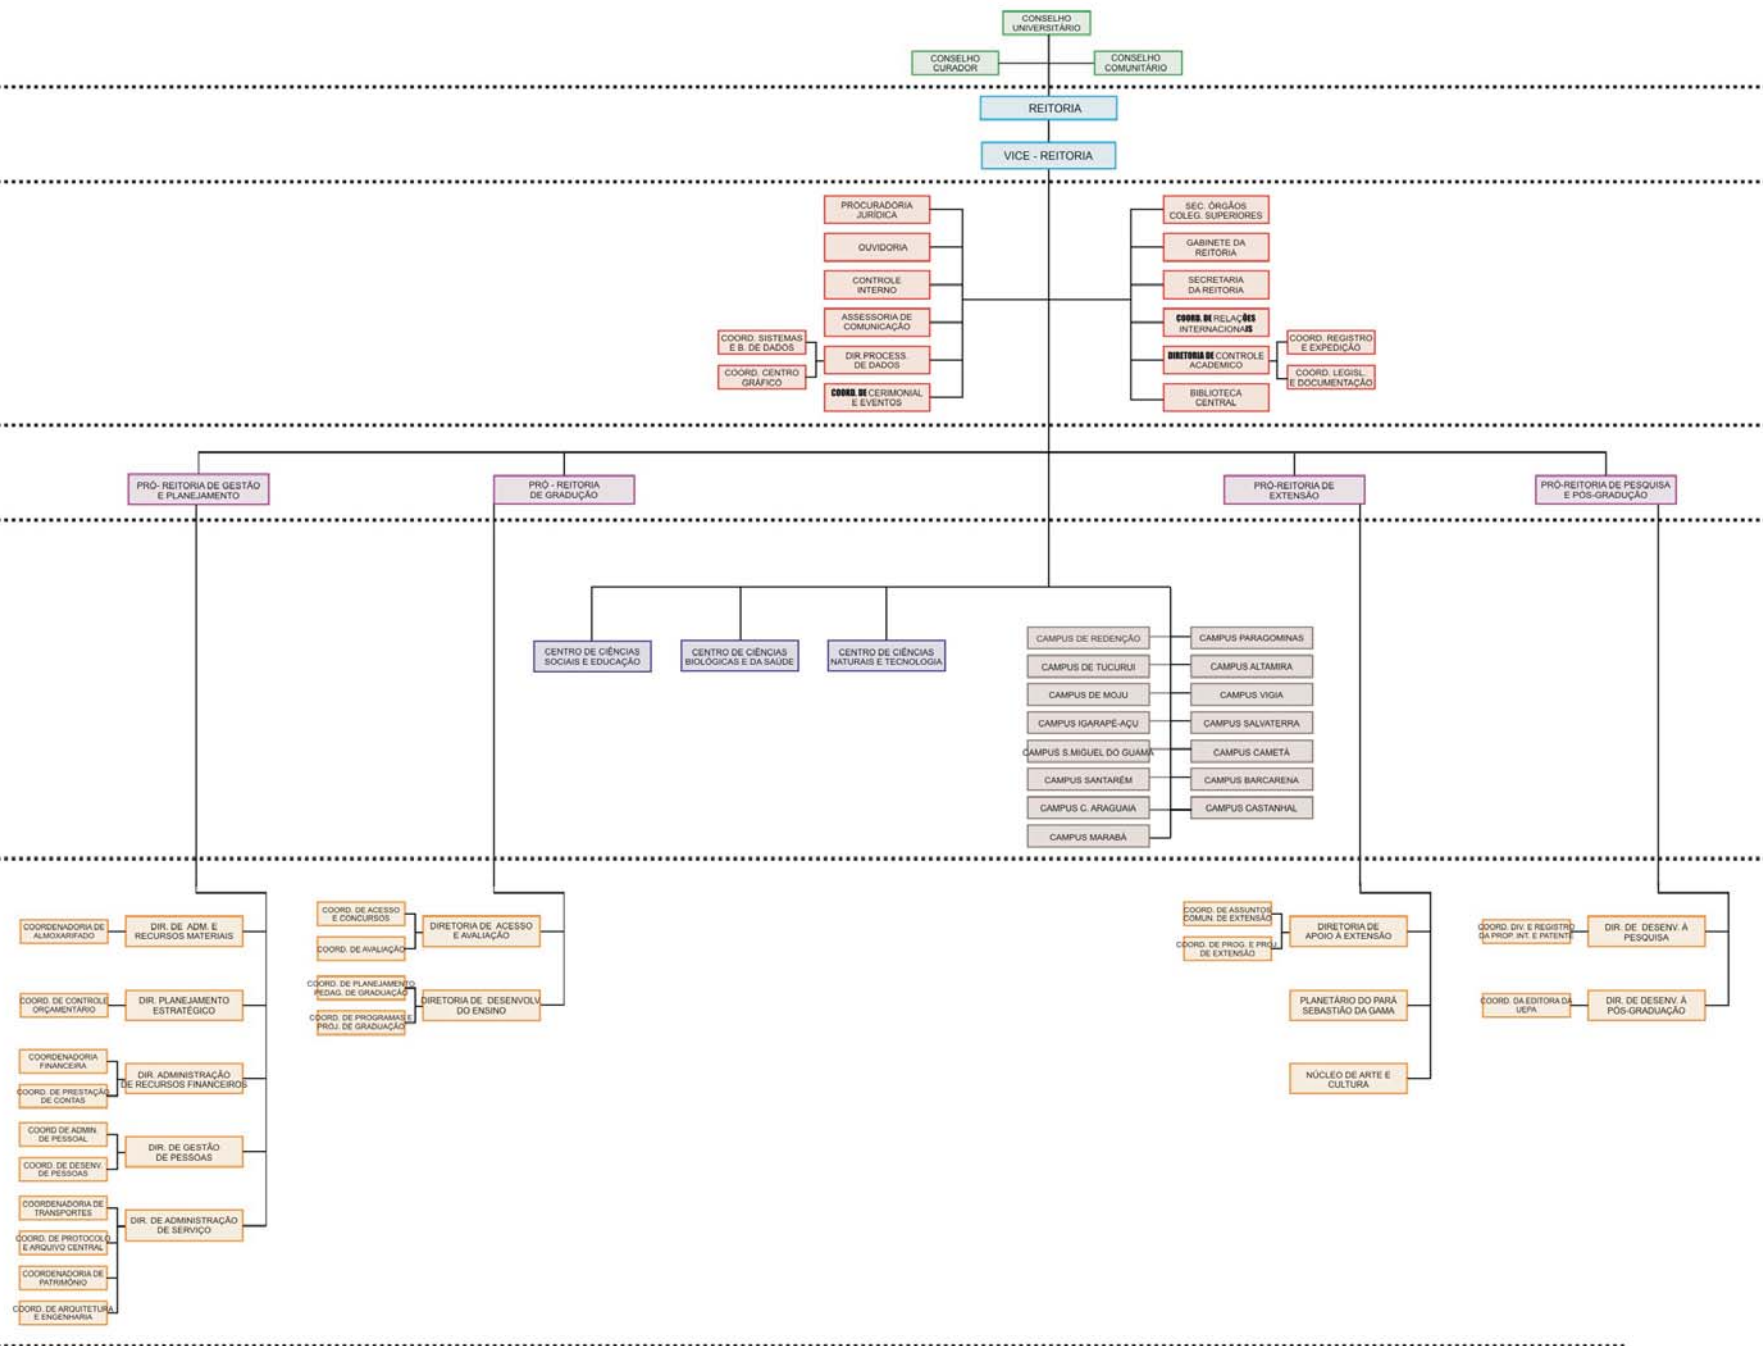 CONSELHO
UNIVERSITÁRIO
CONSELHO
CURADOR
CONSELHO
COMUNITÁRIO
REITORIA
VICE - REITORIA
PROCURADORIA
JURÍDICA
OUVIDORIA
CONTROLE
INTERNO
ASSESSORIA DE
COMUNICAÇÃO
COORD. SISTEMAS
E B. DE DADOS
COORD. CENTRO
GRÁFICO
DIR.PROCESS.
DE DADOS
COORD. DE CERIMONIAL
E EVENTOS
SEC. ÓRGÃOS
COLEG. SUPERIORES
GABINETE DA
REITORIA
SECRETARIA
DA REITORIA
COORD. DE RELAÇÕES
INTERNACIONAIS
DIRETORIA DE CONTROLE
ACADEMICO
COORD. REGISTRO
E EXPEDIÇÃO
COORD. LEGISL.
E DOCUMENTAÇÃO
BIBLIOTECA
CENTRAL
PRÓ- REITORIA DE GESTÃO
E PLANEJAMENTO
PRÓ - REITORIA
DE GRADUÇÃO
PRÓ-REITORIA DE
EXTENSÃO
PRÓ-REITORIA DE PESQUISA
E PÓS-GRADUÇÃO
CENTRO DE CIÊNCIAS
SOCIAIS E EDUCAÇÃO
CENTRO DE CIÊNCIAS
BIOLÓGICAS E DA SAÚDE
CENTRO DE CIÊNCIAS
NATURAIS E TECNOLOGIA
CAMPUS DE REDENÇÃO
CAMPUS PARAGOMINAS
CAMPUS DE TUCURUI
CAMPUS ALTAMIRA
CAMPUS DE MOJU
CAMPUS VIGIA
CAMPUS IGARAPÉ-AÇU
CAMPUS SALVATERRA
CAMPUS S.MIGUEL DO GUAMÁ
CAMPUS CAMETÁ
CAMPUS SANTARÉM
CAMPUS BARCARENA
CAMPUS C. ARAGUAIA
CAMPUS CASTANHAL
CAMPUS MARABÁ
COORDENADORIA DE
ALMOXARIFADO
DIR. DE ADM. E
RECURSOS MATERIAIS
COORD. DE CONTROLE
ORÇAMENTÁRIO
DIR. PLANEJAMENTO
ESTRATÉGICO
COORDENADORIA
FINANCEIRA
COORD. DE PRESTAÇÃO
DE CONTAS
DIR. ADMINISTRAÇÃO
DE RECURSOS FINANCEIROS
COORD DE ADMIN.
DE PESSOAL
COORD. DE DESENV.
DE PESSOAS
DIR. DE GESTÃO
DE PESSOAS
COORDENADORIA DE
TRANSPORTES
COORD. DE PROTOCOLO
E ARQUIVO CENTRAL
COORDENADORIA DE
PATRIMÔNIO
COORD. DE ARQUITETURA
E ENGENHARIA
DIR. DE ADMINISTRAÇÃO
DE SERVIÇO
COORD. DE ACESSO
E CONCURSOS
COORD. DE AVALIAÇÃO
DIRETORIA DE ACESSO
E AVALIAÇÃO
COORD. DE PLANEJAMENTO
PEDAG. DE GRADUAÇÃO
COORD. DE PROGRAMAS E
PROJ. DE GRADUAÇÃO
DIRETORIA DE DESENVOLV.
DO ENSINO
COORD. DE ASSUNTOS
COMUN. DE EXTENSÃO
COORD. DE PROG. E PROJ.
DE EXTENSÃO
DIRETORIA DE
APOIO À EXTENSÃO
PLANETÁRIO DO PARÁ
SEBASTIÃO DA GAMA
NÚCLEO DE ARTE E
CULTURA
COORD. DIV. E REGISTRO
DA PROP. INT. E PATENTE
DIR. DE DESENV. À
PESQUISA
COORD. DA EDITORA DA
UEPA
DIR. DE DESENV. À
PÓS-GRADUAÇÃO